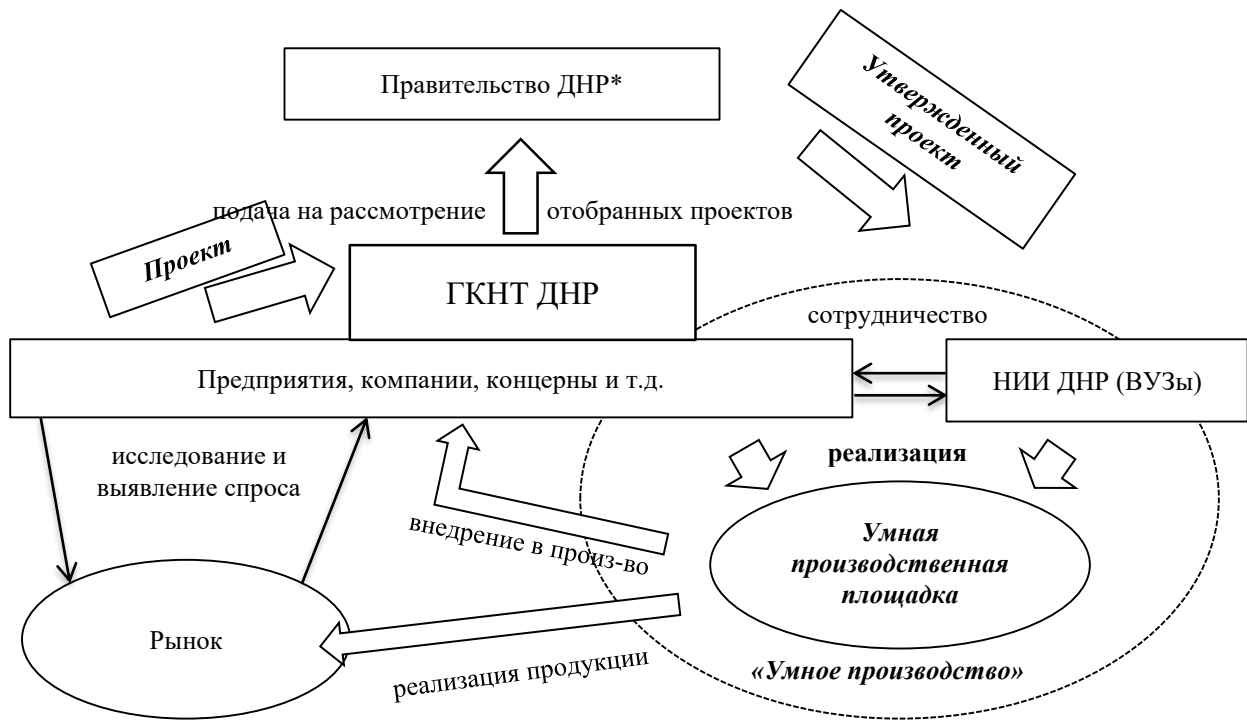 Правительство ДНР*
Утвержденный
проект
подача на рассмотрение
отобранных проектов
Проект
ГКНТ ДНР
сотрудничество
Предприятия, компании, концерны и т.д.
НИИ ДНР (ВУЗы)
исследование и
выявление спроса
реализация
внедрение в произ-во
Умная
производственная
площадка
Рынок
реализация продукции
«Умное производство»